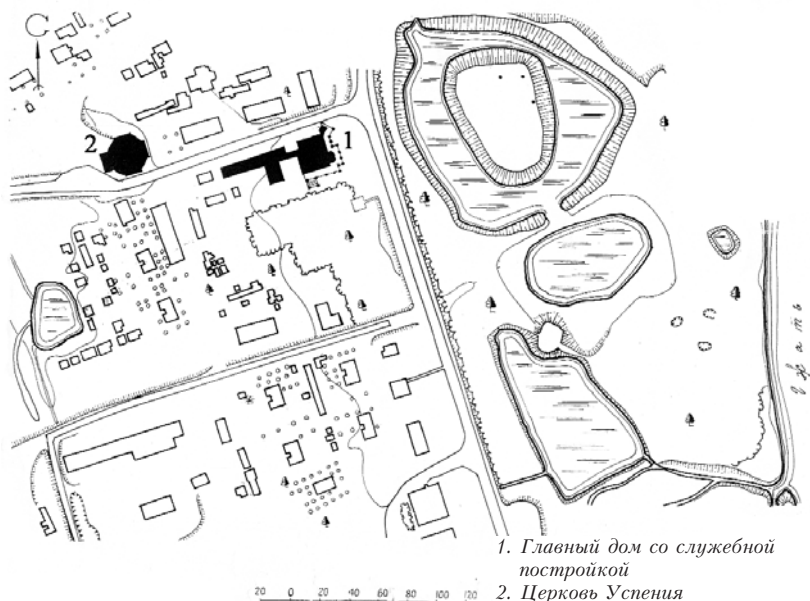 С
2
1
гжать
20 0 20 40 60 80 100 120
1. Главный дом со служебной
постройкой
2. Церковь Успения